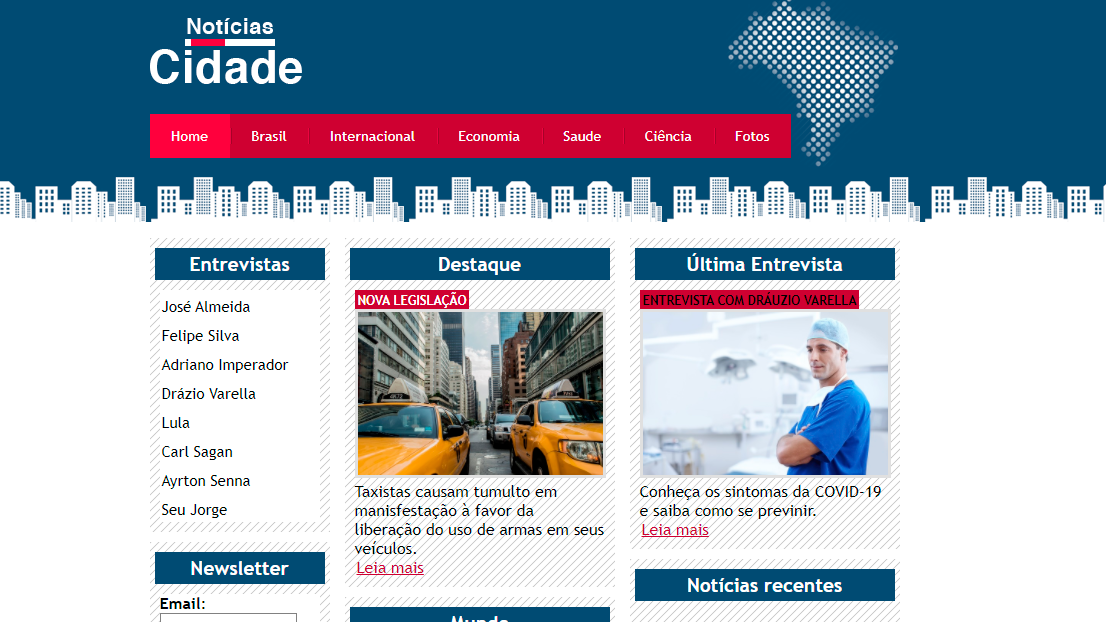 Notícias
Cidade
Home Brasil Internacional Economia Saude Ciência Fotos
Entrevistas
José Almeida
Felipe Silva
Adriano Imperador
Drázio Varella
Lula
Carl Sagan
Ayrton Senna
Seu Jorge
Newsletter
Email:
Destaque
NOVA LEGISLAÇÃO
Taxistas causam tumulto em
manisfestação à favor da
liberação do uso de armas em seus
veículos.
Leia mais
Mundo
Última Entrevista
ENTREVISTA COM DRÁUZIO VARELLA
Conheça os sintomas da COVID-19
e saiba como se previnir.
Leia mais
Notícias recentes